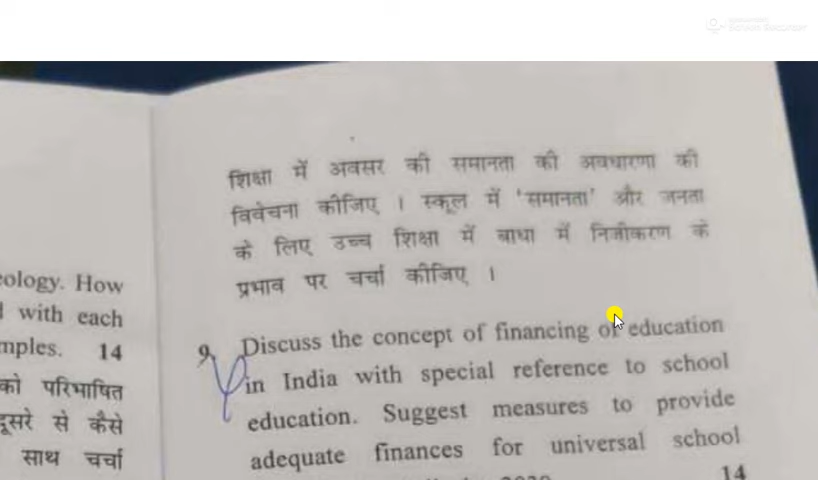 शिक्षा में अवसर की समानता की अवधारणा की
विवेचना कीजिए । स्कूल में 'समानता' और जनता
के लिए उच्च शिक्षा में बाधा में निजीकरण के
प्रभाव पर चर्चा कीजिए ।
9. Discuss the concept of financing of education
in India with special reference to school
education. Suggest measures to provide
adequate finances for universal school
14
ology. How
with each
mples. 14
को परिभाषित
दूसरे से कैसे
साथ चर्चा